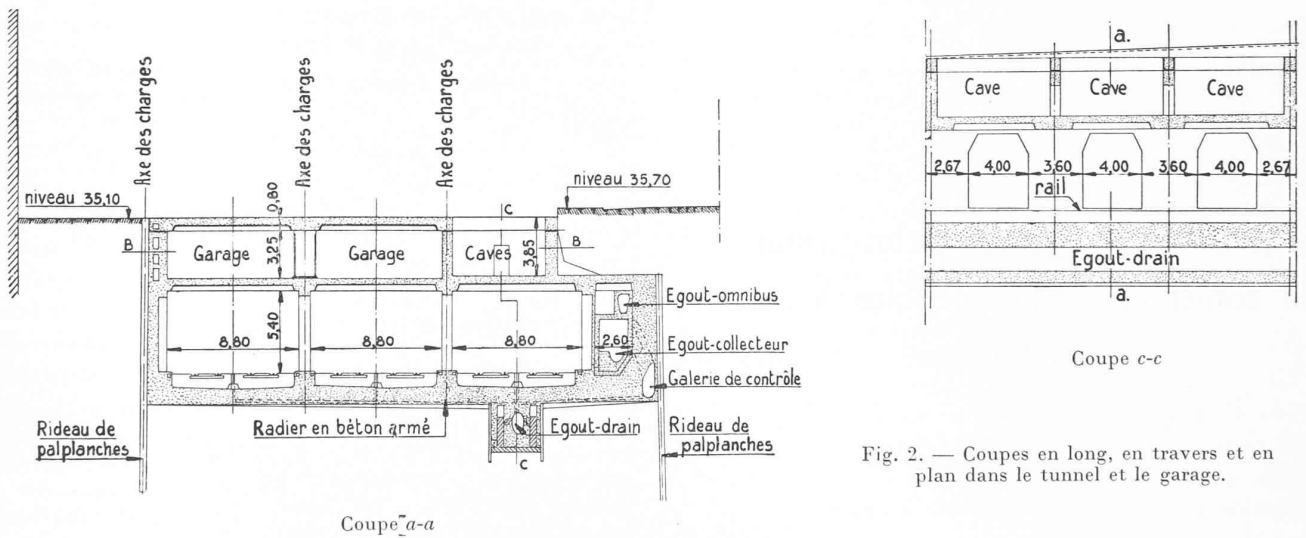 Axe des charges
Axe des charges
Axe des charges
niveau 35,10
0,80
niveau 35,70
C
B
Garage
3,25
Garage
Caves
3,85
B
5,40
8,80
8,80
8,80
2,60
Egout-omnibus
Egout-collecteur
Galerie de contrôle
Rideau de
palplanches
Radier en béton armé
Egout-drain
Rideau de
palplanches
C
Coupe a-a
a.
Cave
Cave
Cave
2,67
4,00
3,60
4,00
3,60
4,00
2,67
rail
Egout-drain
a.
Coupe c-c
Fig. 2. — Coupes en long, en travers et en
plan dans le tunnel et le garage.